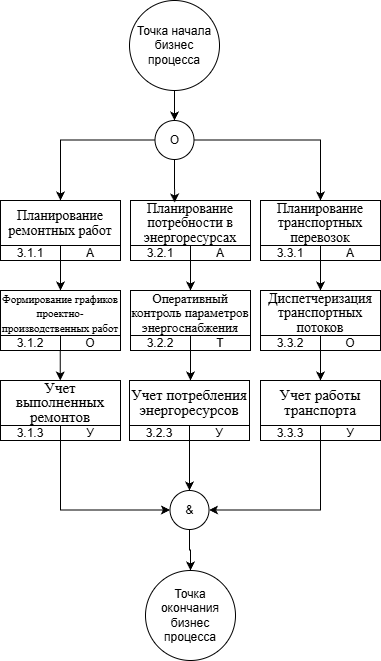 Точка начала
бизнес
процесса
О
Планирование
ремонтных работ
3.1.1 А
Планирование
потребности в
энергоресурсах
3.2.1 А
Планирование
транспортных
перевозок
3.3.1 А
Формирование графиков
проектно-
производственных работ
3.1.2 О
Оперативный
контроль параметров
энергоснабжения
3.2.2 Т
Диспетчеризация
транспортных
потоков
3.3.2 О
Учет
выполненных
ремонтов
3.1.3 У
Учет потребления
энергоресурсов
3.2.3 У
Учет работы
транспорта
3.3.3 У
&
Точка
окончания
бизнес
процесса